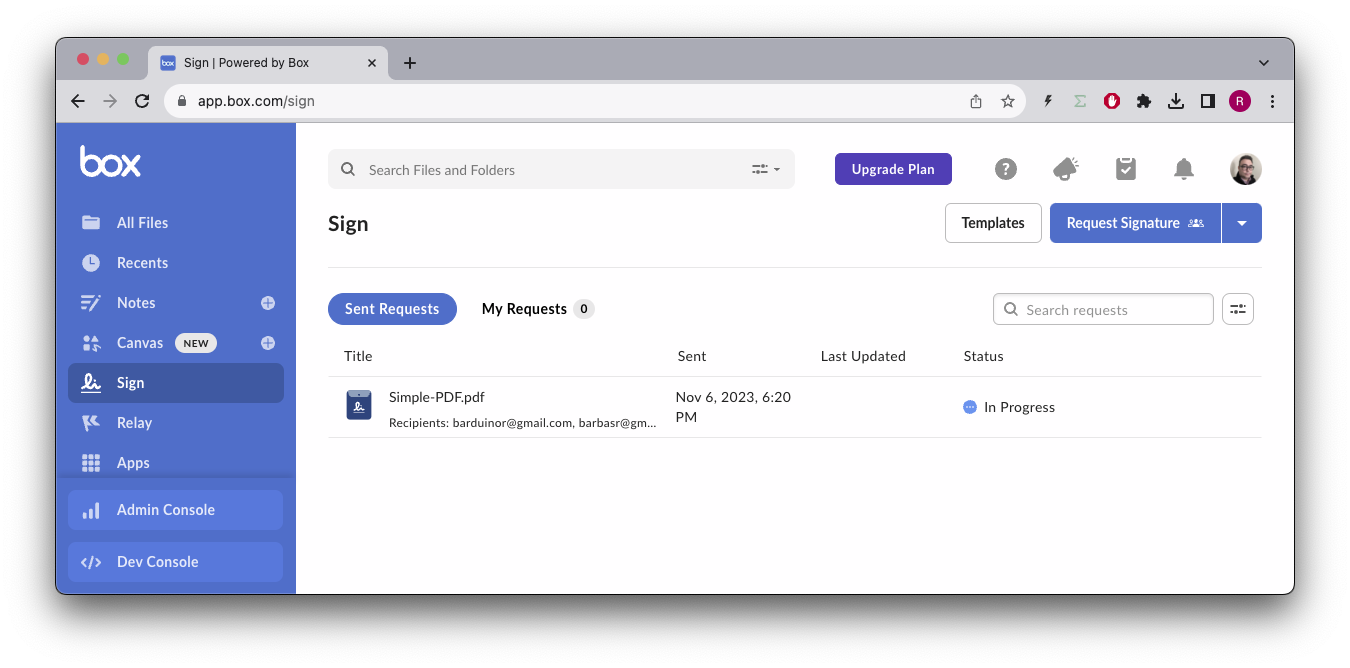 box
Sign | Powered by Box
app.box.com/sign
R
box
Search Files and Folders
Upgrade Plan
?
All Files
Sign
Templates
Request Signature
Recents
Notes
Sent Requests
My Requests 0
Search requests
Canvas NEW
Title
Sent
Last Updated
Status
Sign
Simple-PDF.pdf
Nov 6, 2023, 6:20
PM
In Progress
Recipients: barduinor@gmail.com, barbasr@gm...
Relay
Apps
Admin Console
Dev Console